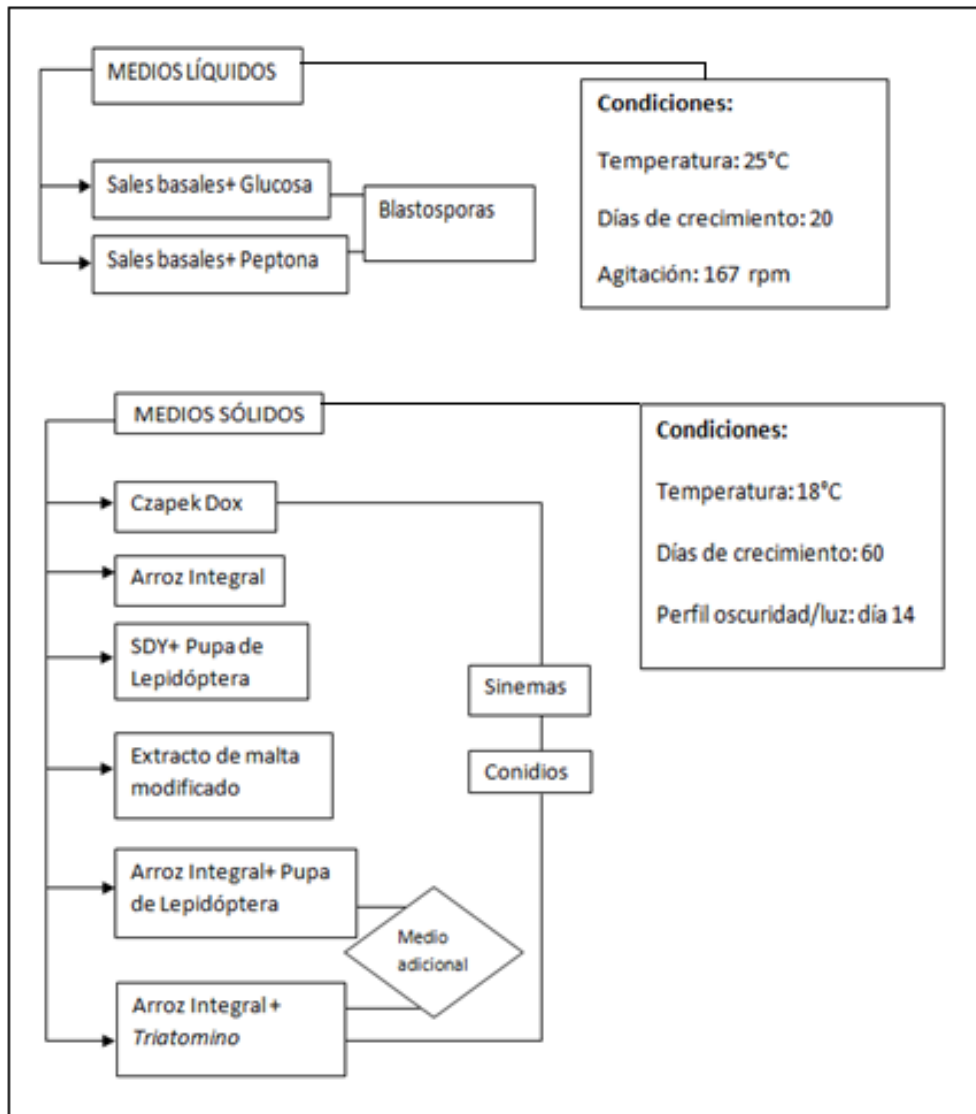 MEDIOS LÍQUIDOS
Condiciones:
Temperatura: 25°C
Días de crecimiento: 20
Agitación: 167 rpm
Sales basales+ Glucosa
Sales basales+ Peptona
Blastosporas
MEDIOS SÓLIDOS
Condiciones:
Temperatura: 18°C
Días de crecimiento: 60
Perfil oscuridad/luz: día 14
Czapek Dox
Arroz Integral
SDY+ Pupa de
Lepidóptera
Extracto de malta
modificado
Arroz Integral+ Pupa
de Lepidóptera
Arroz Integral +
Triatomino
Medio
adicional
Sinemas
Conidios